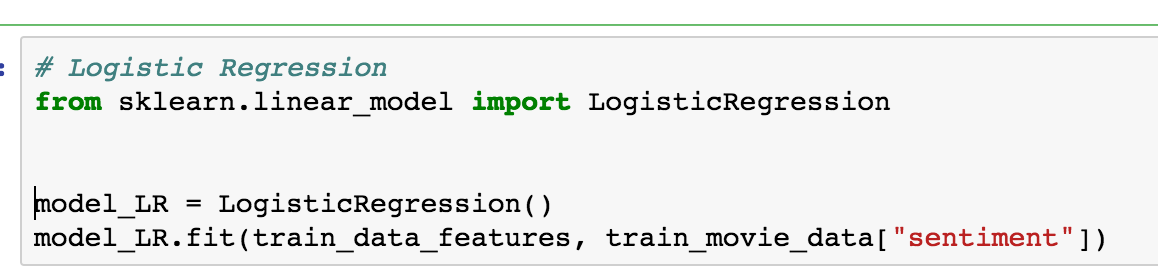 # Logistic Regression
from sklearn.linear_model import LogisticRegression
model_LR = LogisticRegression()
model_LR.fit(train_data_features, train_movie_data["sentiment"])